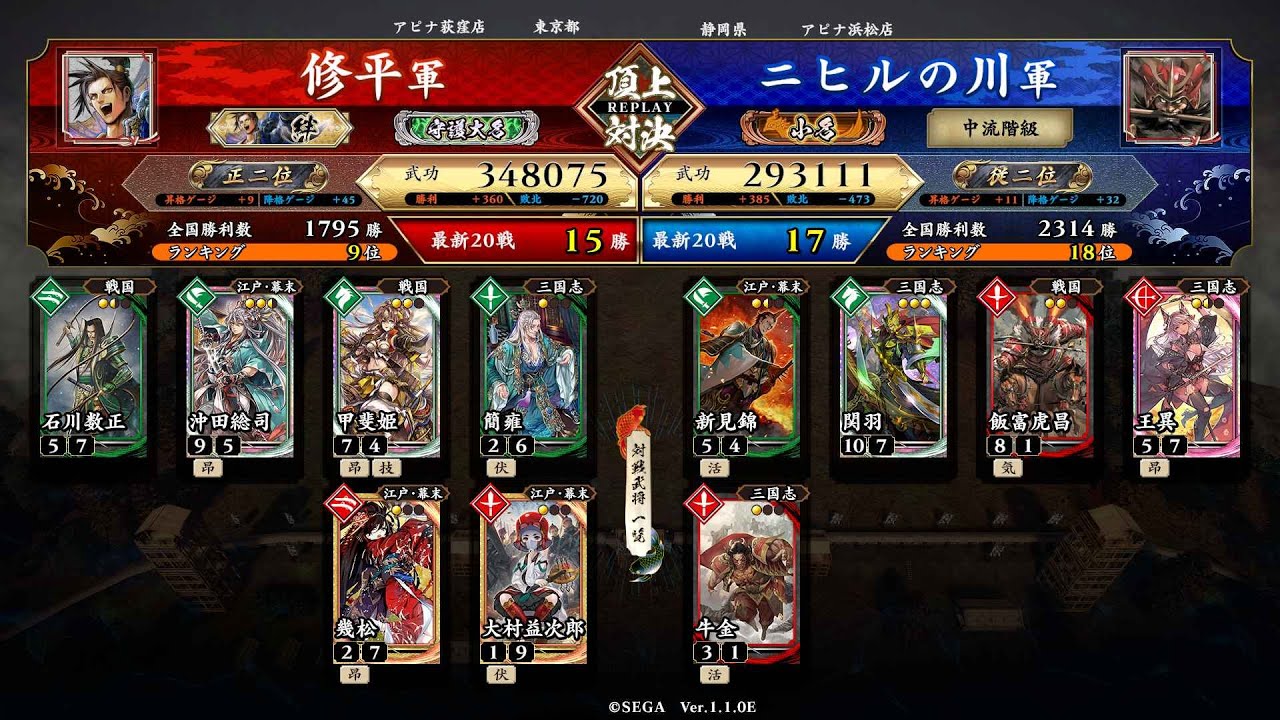 アピナ荻窪店　東京都
静岡県　アピナ浜松店
修平軍
頂上
REPLAY
対決
ニヒルの川軍
絆
守護大名
小名
中流階級
正二位
昇格ゲージ +9 降格ゲージ +45
武功 348075
勝利 +360 敗北 -720
武功 293111
勝利 +385 敗北 -473
従二位
昇格ゲージ +11 降格ゲージ +32
全国勝利数 1795勝
ランキング 9位
最新20戦 15勝
最新20戦 17勝
全国勝利数 2314勝
ランキング 18位
戦国
石川数正
5 7
江戸・幕末
沖田総司
9 5
昂
戦国
甲斐姫
7 4
昂 技
三国志
簡雍
2 6
伏
江戸・幕末
新見錦
5 4
活
三国志
関羽
10 7
戦国
飯富虎昌
8 1
気
三国志
王異
5 7
昂
対戦武将一覧
江戸・幕末
幾松
2 7
昂
江戸・幕末
大村益次郎
1 9
伏
三国志
牛金
3 1
活
©SEGA Ver.1.1.0E